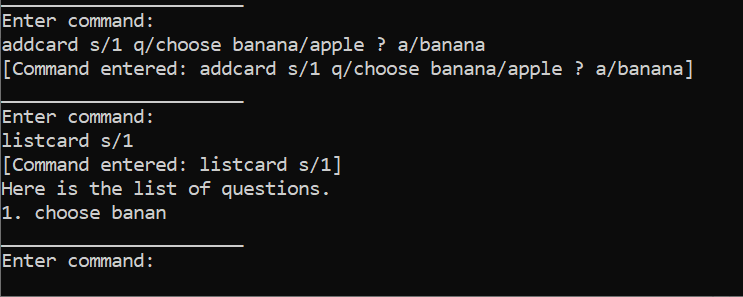 Enter command:
addcard s/1 q/choose banana/apple ? a/banana
[Command entered: addcard s/1 q/choose banana/apple ? a/banana]
Enter command:
listcard s/1
[Command entered: listcard s/1]
Here is the list of questions.
1. choose banan
Enter command: